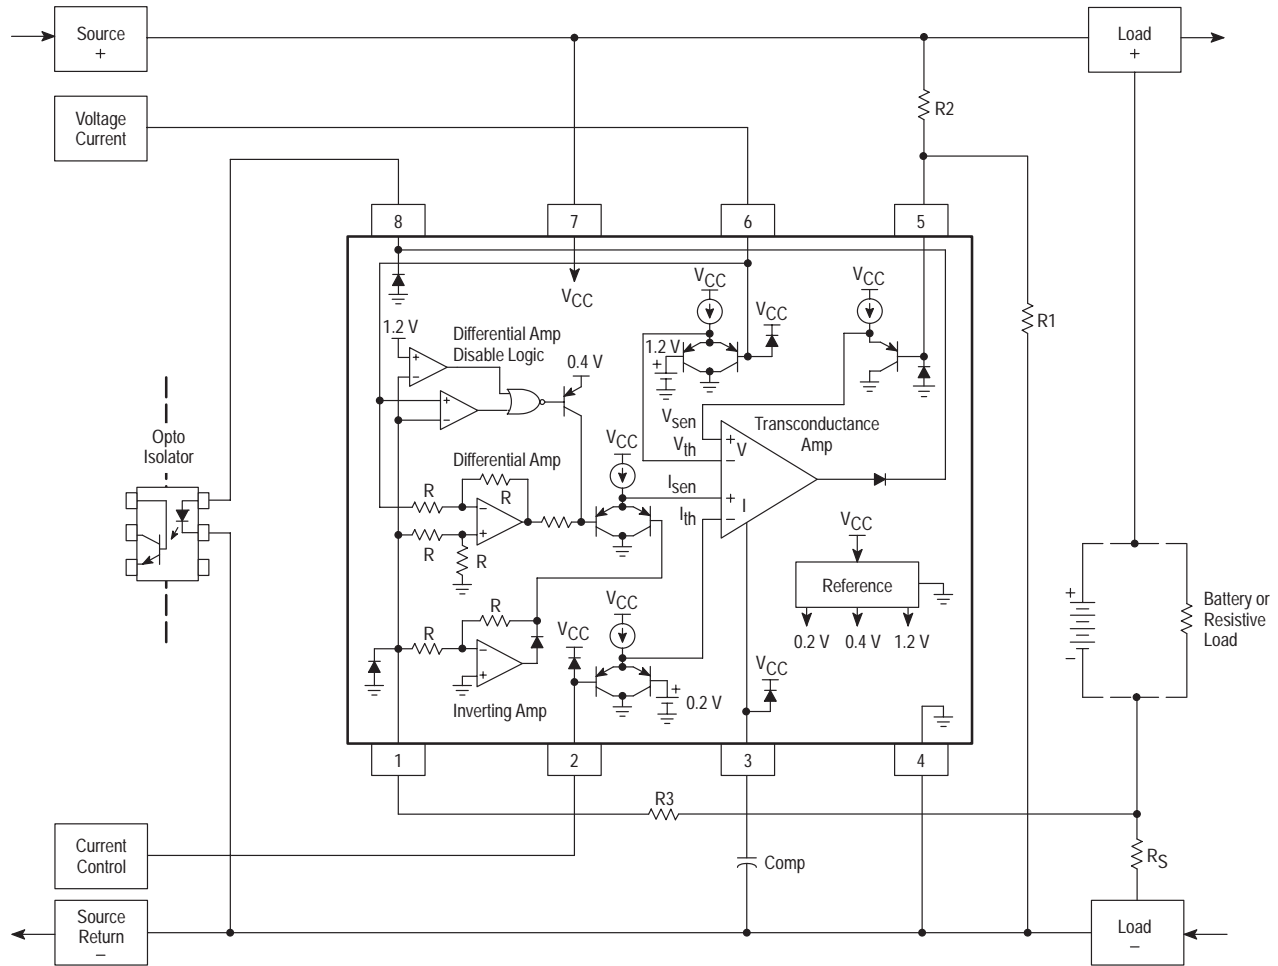 Source
+
Load
+
Voltage
Current
R2
8
7
6
5
VCC
VCC
VCC
VCC
R1
1.2 V
Differential Amp
Disable Logic
0.4 V
1.2 V
+
+
−
+
−
Vsen
Transconductance
Amp
Vth
+
V
−
Opto
Isolator
VCC
Differential Amp
R
R
−
+
R
R
Isen
+
Ith
−
I
VCC
Reference
0.2 V
0.4 V
1.2 V
+
−
Battery or
Resistive
Load
R
R
−
+
Inverting Amp
VCC
VCC
+
0.2 V
VCC
1
2
3
4
R3
Current
Control
Comp
RS
Source
Return
−
Load
−